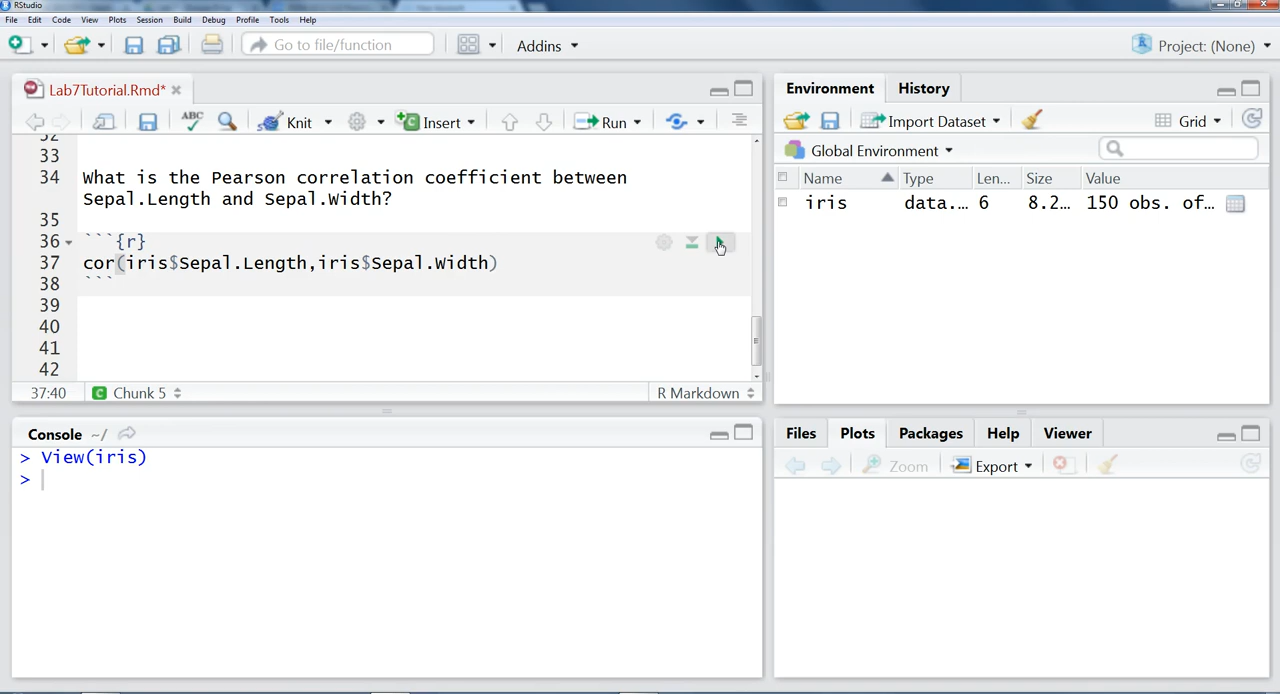 RStudio
File Edit Code View Plots Session Build Debug Profile Tools Help
Go to file/function Addins Project: (None)
Lab7Tutorial.Rmd*
ABC Knit Insert Run
33
34 What is the Pearson correlation coefficient between
Sepal.Length and Sepal.Width?
35
36 ```{r}
37 cor(iris$Sepal.Length,iris$Sepal.Width)
38 ```
39
40
41
42
37:40 C Chunk 5 R Markdown
Console ~/
> View(iris)
>
Environment History
Import Dataset Grid
Global Environment
Name Type Len... Size Value
iris data.... 6 8.2... 150 obs. of...
Files Plots Packages Help Viewer
Zoom Export